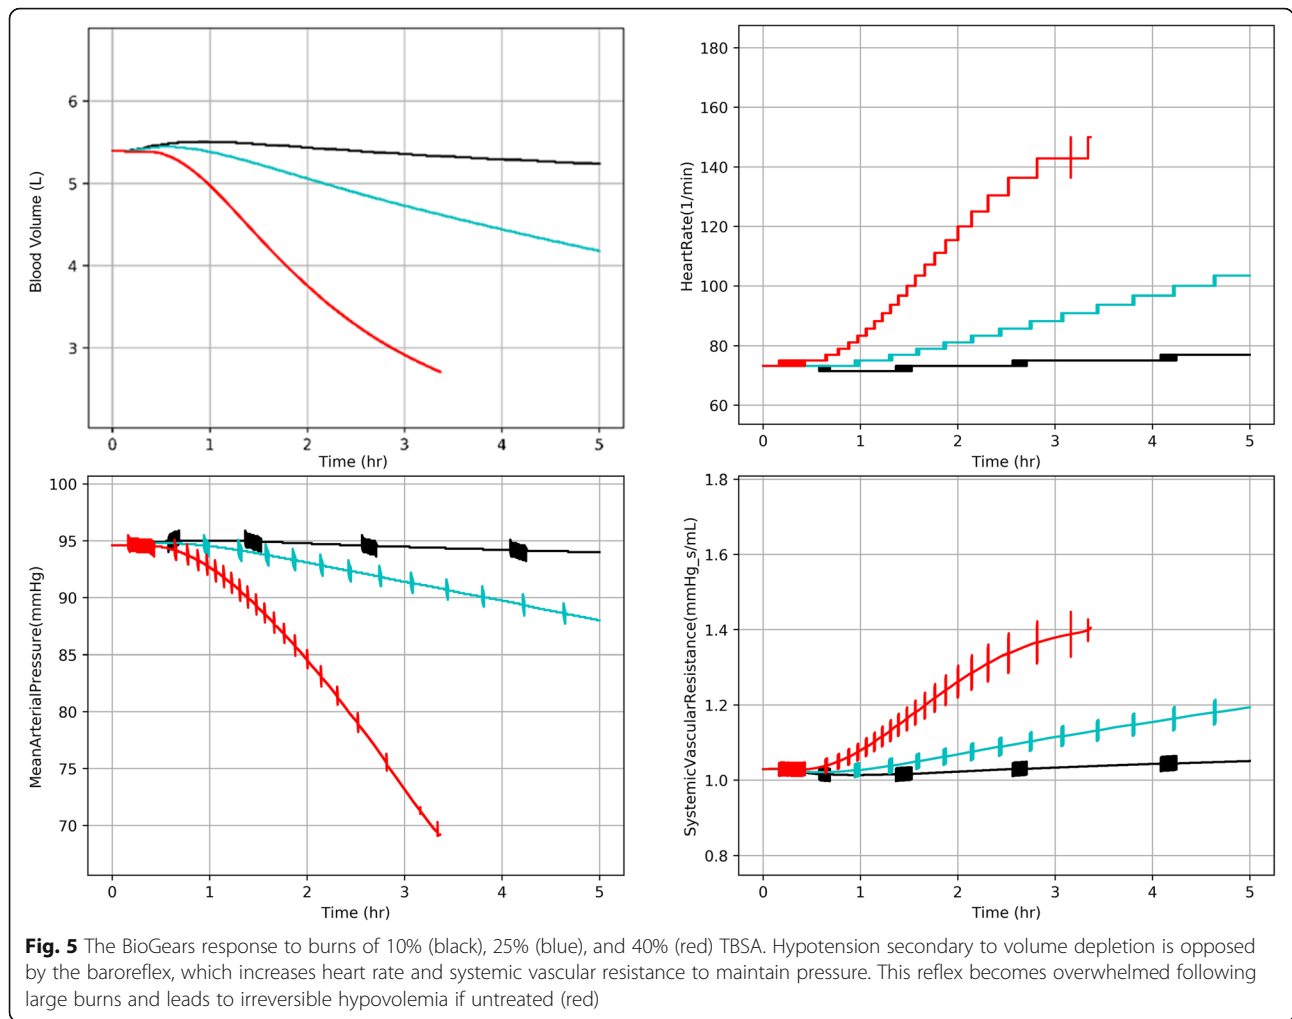 6
5
4
3
Blood Volume (L)
0 1 2 3 4 5
Time (hr)
180
160
140
120
100
80
60
HeartRate(1/min)
0 1 2 3 4 5
Time (hr)
100
95
90
85
80
75
70
MeanArterialPressure(mmHg)
0 1 2 3 4 5
Time (hr)
1.8
1.6
1.4
1.2
1.0
0.8
SystemicVascularResistance(mmHg_s/mL)
0 1 2 3 4 5
Time (hr)
Fig. 5 The BioGears response to burns of 10% (black), 25% (blue), and 40% (red) TBSA. Hypotension secondary to volume depletion is opposed
by the baroreflex, which increases heart rate and systemic vascular resistance to maintain pressure. This reflex becomes overwhelmed following
large burns and leads to irreversible hypovolemia if untreated (red)